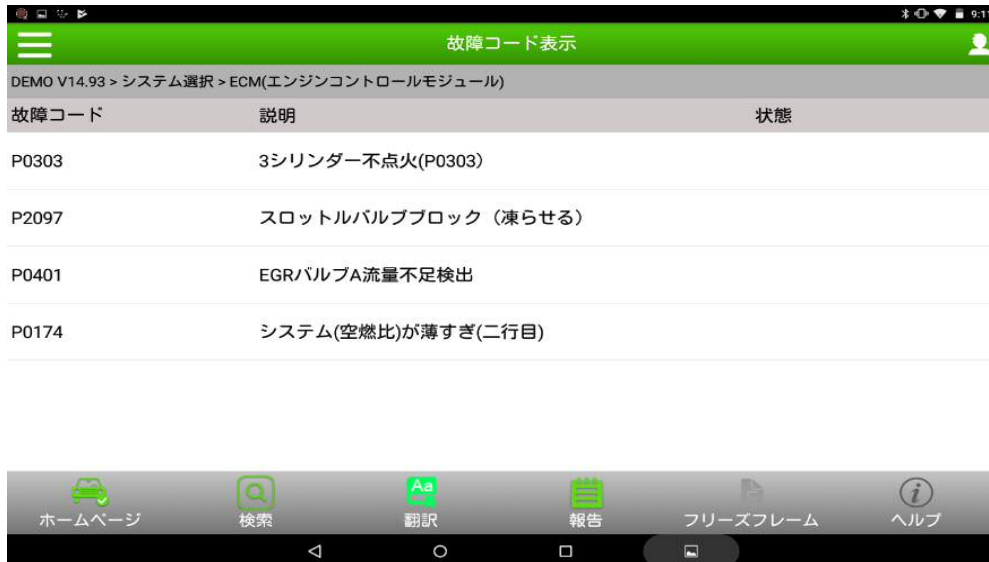 9:11
故障コード表示
DEMO V14.93 > システム選択 > ECM(エンジンコントロールモジュール)
故障コード 説明 状態
P0303 3シリンダー不点火(P0303）
P2097 スロットルバルブブロック（凍らせる）
P0401 EGRバルブA流量不足検出
P0174 システム(空燃比)が薄すぎ(二行目)
Aa
ホームページ 検索 翻訳 報告 フリーズフレーム ヘルプ